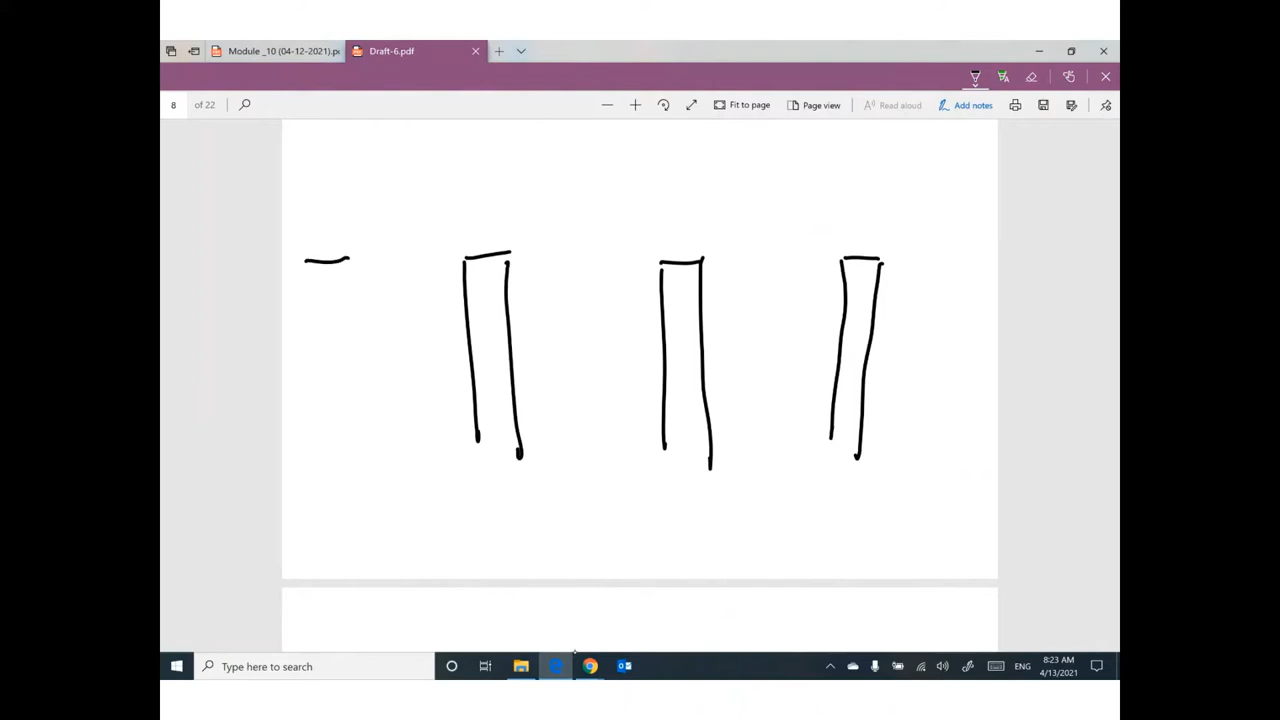 Module _10 (04-12-2021).p
Draft-6.pdf
8 of 22
Fit to page
Page view
Read aloud
Add notes
Type here to search
ENG
8:23 AM
4/13/2021